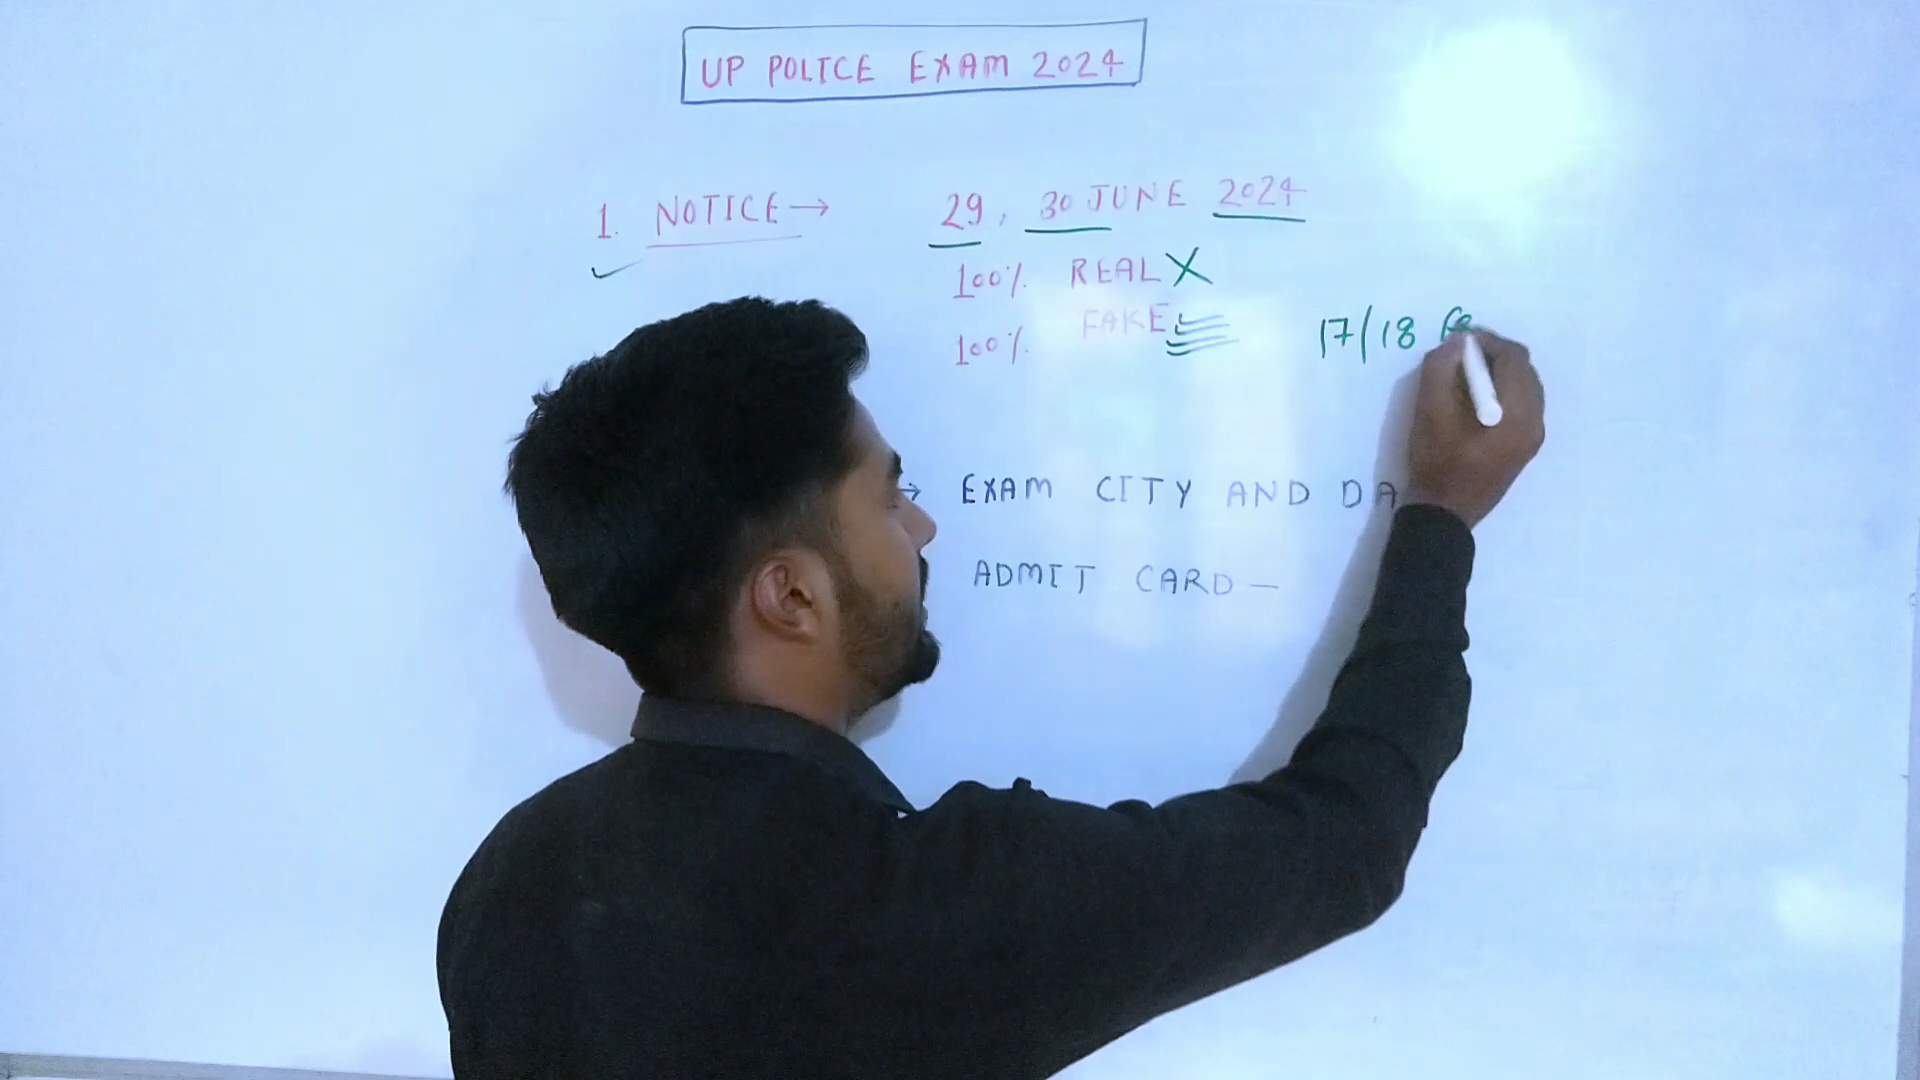 UP POLICE EXAM 2024
1. NOTICE → 29, 30 JUNE 2024
100% REAL X
100% FAKE
17/18
→ EXAM CITY AND DA
ADMIT CARD —